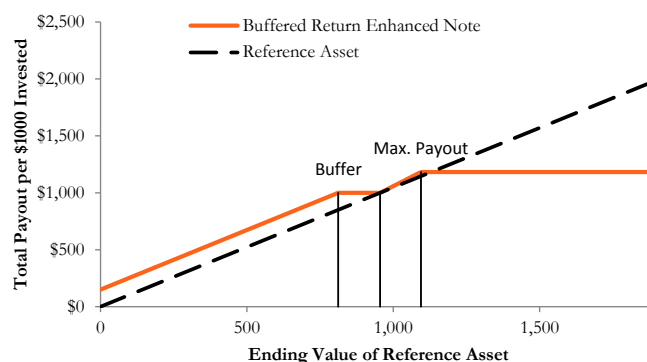 $2,500
Buffered Return Enhanced Note
Reference Asset
$2,000
$1,500
Max. Payout
Buffer
$1,000
$500
$0
0
500
1,000
1,500
Total Payout per $1000 Invested
Ending Value of Reference Asset